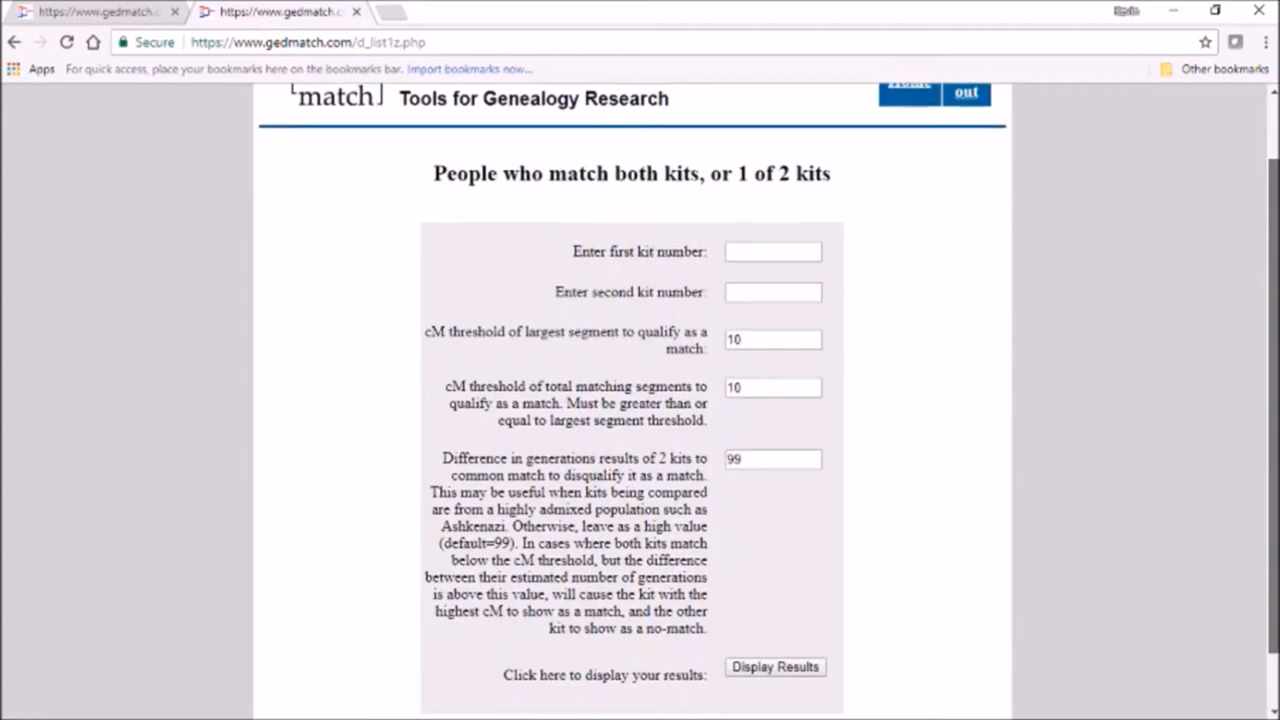 https://www.gedmatch.c
https://www.gedmatch.c
Secure https://www.gedmatch.com/d_list1z.php
Apps For quick access, place your bookmarks here on the bookmarks bar. Import bookmarks now... Other bookmarks
match Tools for Genealogy Research
Home out
People who match both kits, or 1 of 2 kits
Enter first kit number:
Enter second kit number:
cM threshold of largest segment to qualify as a
match:
10
cM threshold of total matching segments to
qualify as a match. Must be greater than or
equal to largest segment threshold.
10
Difference in generations results of 2 kits to
common match to disqualify it as a match.
This may be useful when kits being compared
are from a highly admixed population such as
Ashkenazi. Otherwise, leave as a high value
(default=99). In cases where both kits match
below the cM threshold, but the difference
between their estimated number of generations
is above this value, will cause the kit with the
highest cM to show as a match, and the other
kit to show as a no-match.
99
Click here to display your results:
Display Results